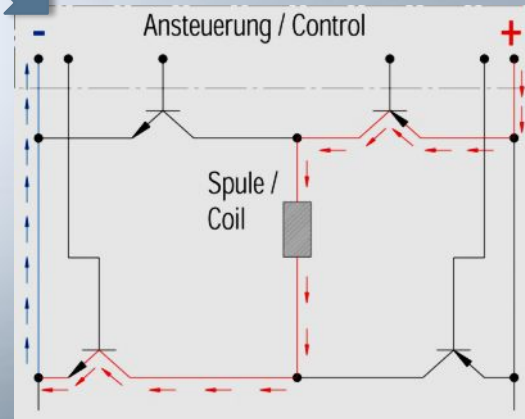 Ansteuerung / Control
- +
Spule /
Coil